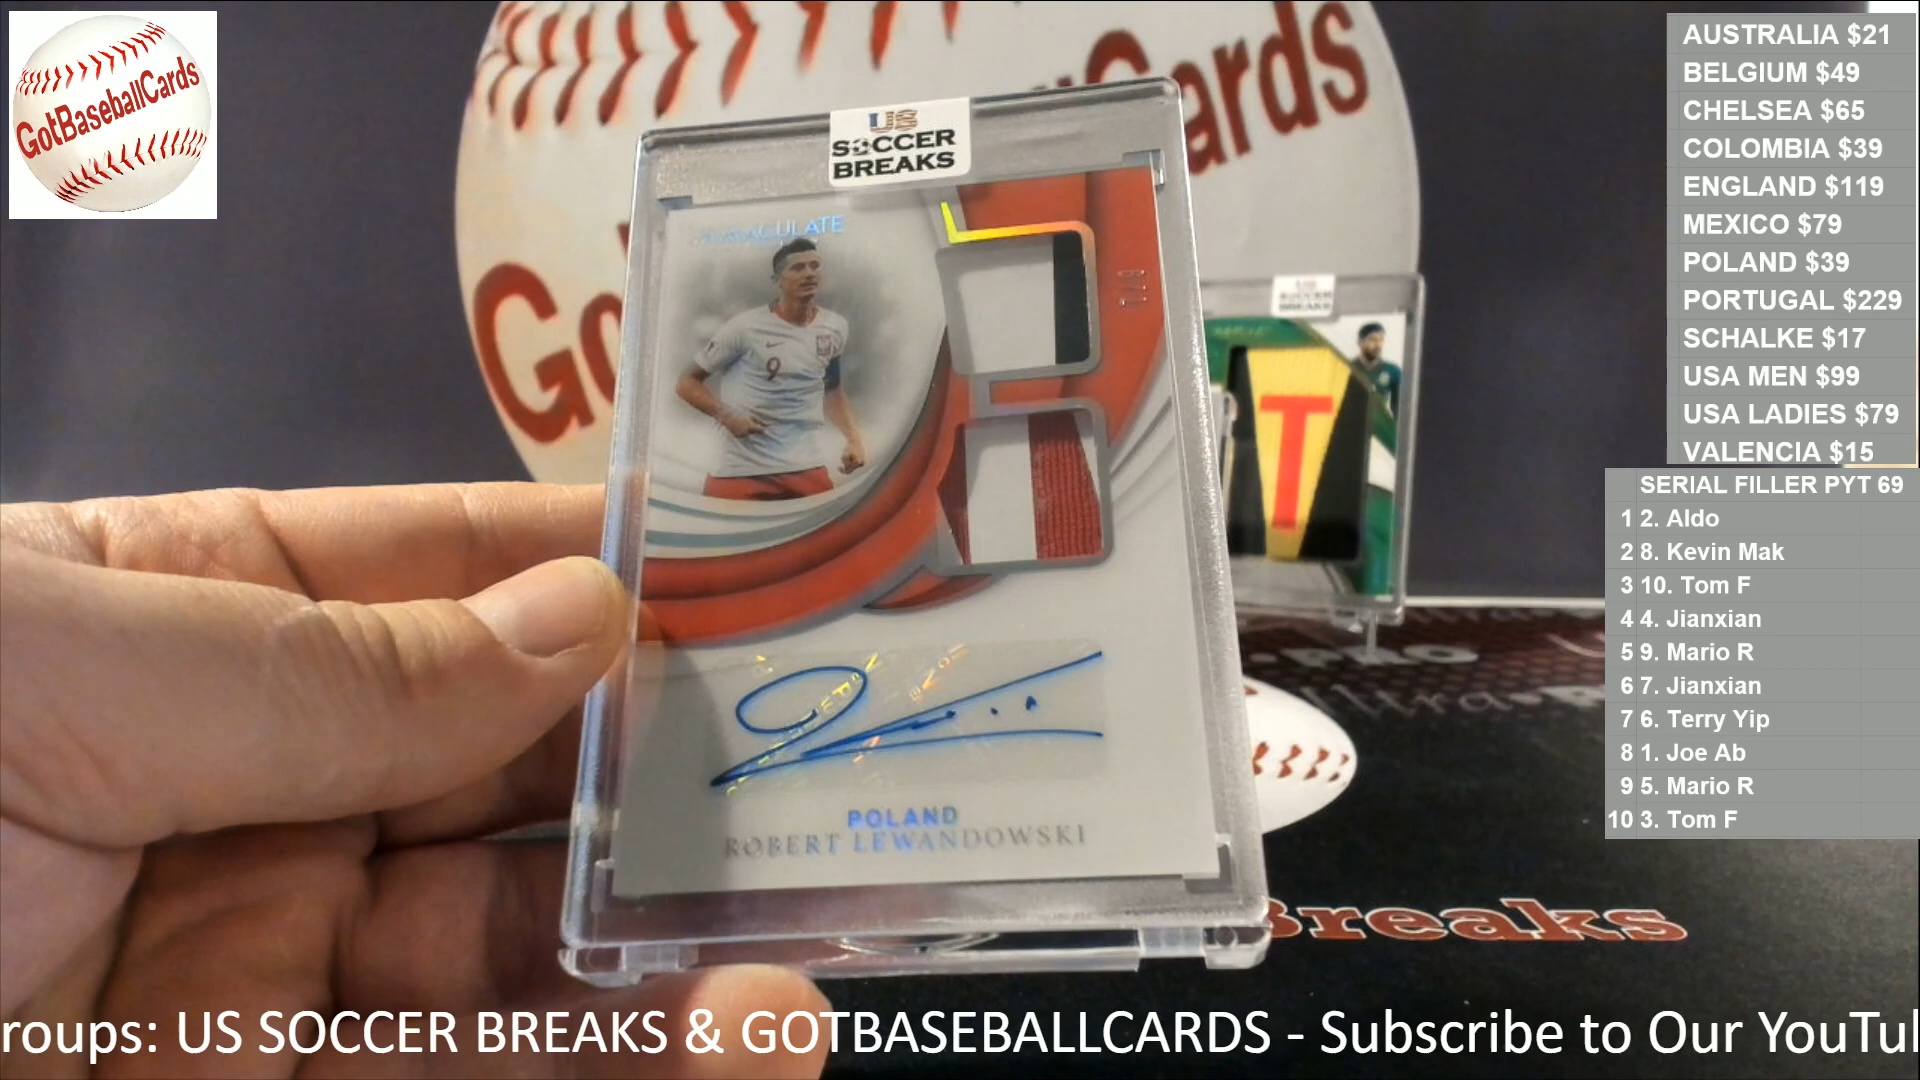 GotBaseballCards
US
SOCCER
BREAKS
IMMACULATE
9
POLAND
ROBERT LEWANDOWSKI
T
Breaks
AUSTRALIA $21
BELGIUM $49
CHELSEA $65
COLOMBIA $39
ENGLAND $119
MEXICO $79
POLAND $39
PORTUGAL $229
SCHALKE $17
USA MEN $99
USA LADIES $79
VALENCIA $15
SERIAL FILLER PYT 69
1 2. Aldo
2 8. Kevin Mak
3 10. Tom F
4 4. Jianxian
5 9. Mario R
6 7. Jianxian
7 6. Terry Yip
8 1. Joe Ab
9 5. Mario R
10 3. Tom F
roups: US SOCCER BREAKS & GOTBASEBALLCARDS - Subscribe to Our YouTu